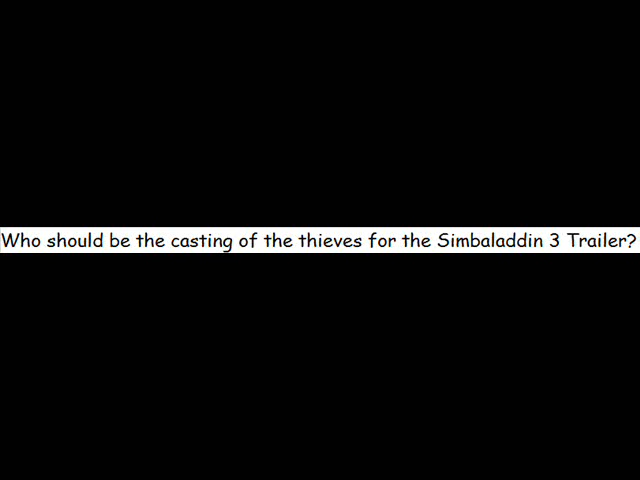 Who should be the casting of the thieves for the Simbaladdin 3 Trailer?